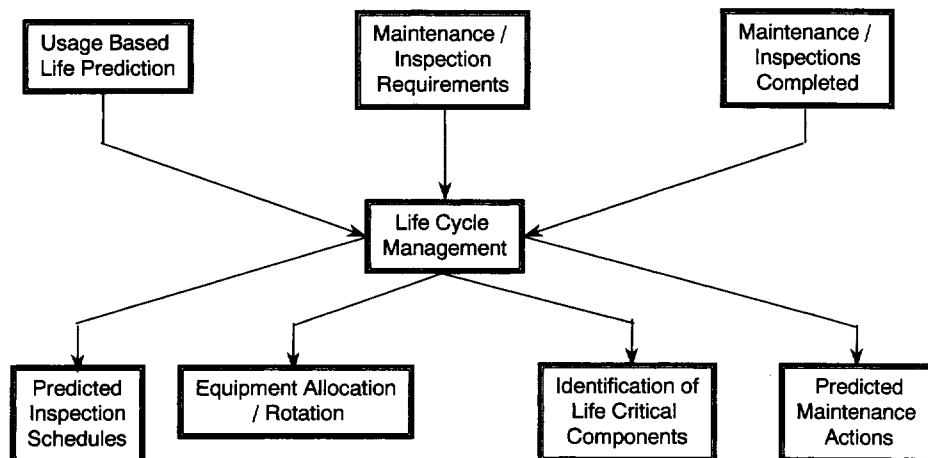 Usage Based
Life Prediction
Maintenance /
Inspection
Requirements
Maintenance /
Inspections
Completed
Life Cycle
Management
Predicted
Inspection
Schedules
Equipment Allocation
/ Rotation
Identification of
Life Critical
Components
Predicted
Maintenance
Actions